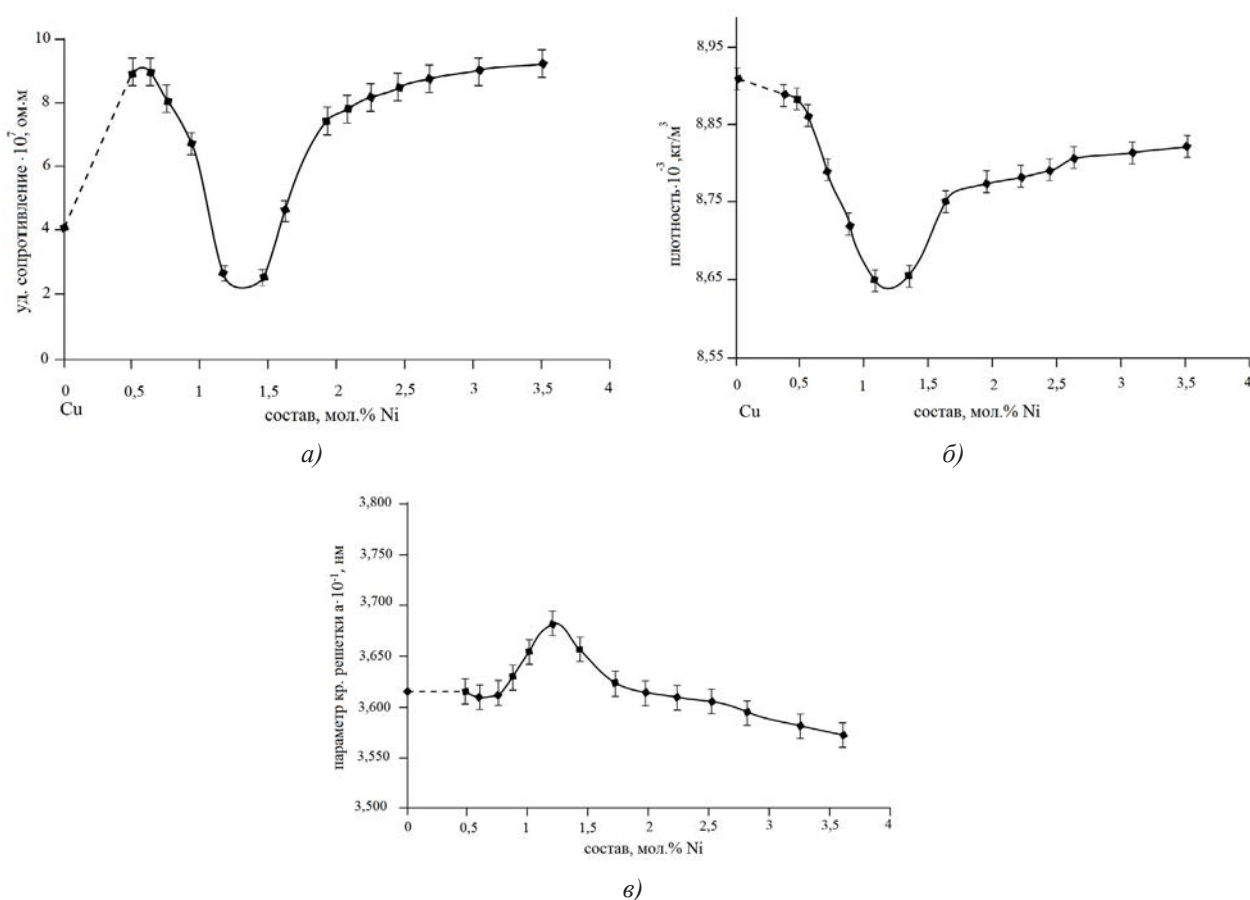 уд. сопротивление ·10⁷, ом·м
10
8
6
4
2
0
0 0,5 1 1,5 2 2,5 3 3,5 4
Cu
состав, мол.% Ni
а)
плотность·10⁻³, кг/м³
8,95
8,85
8,75
8,65
8,55
0 0,5 1 1,5 2 2,5 3 3,5 4
Cu
состав, мол.% Ni
б)
параметр кр. решетки а·10⁻¹, нм
3,800
3,750
3,700
3,650
3,600
3,550
3,500
0 0,5 1 1,5 2 2,5 3 3,5 4
состав, мол.% Ni
в)